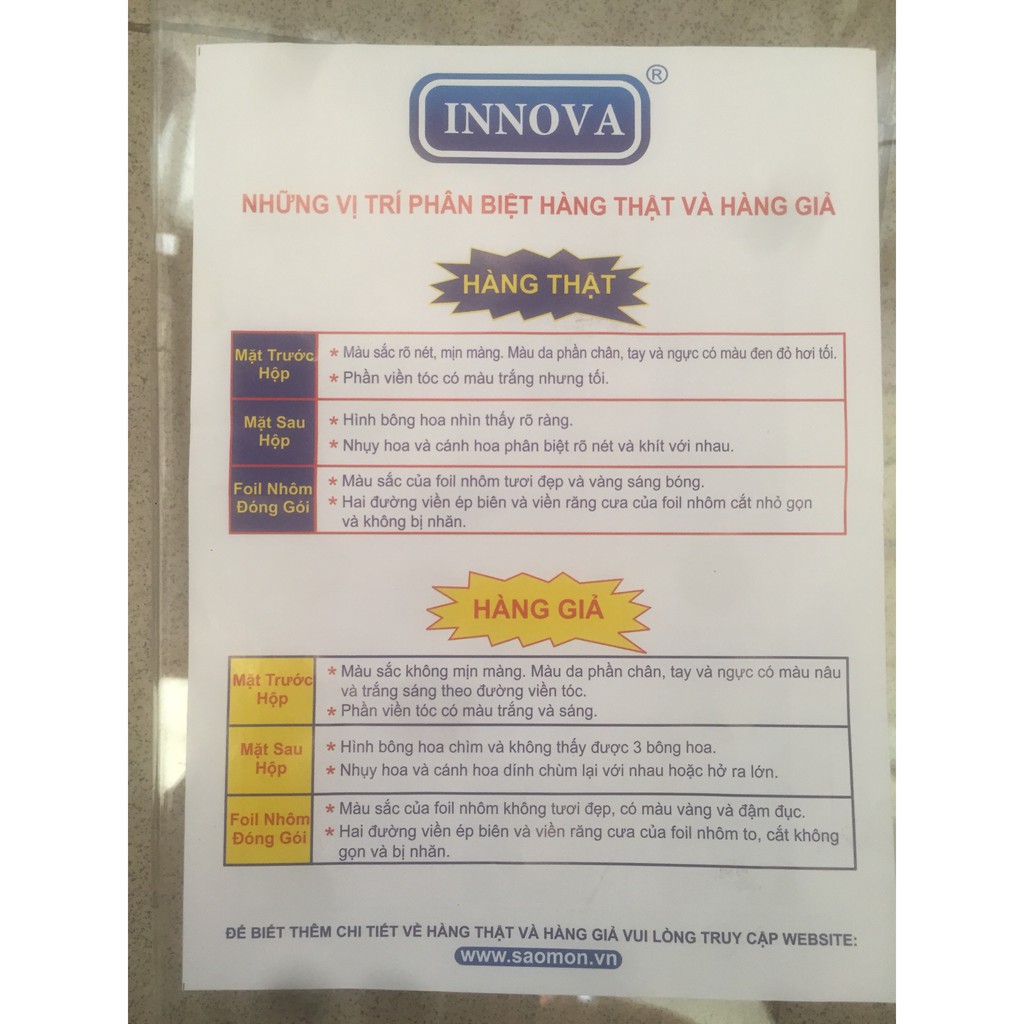 INNOVA ®
NHỮNG VỊ TRÍ PHÂN BIỆT HÀNG THẬT VÀ HÀNG GIẢ
HÀNG THẬT
Mặt Trước
Hộp
* Màu sắc rõ nét, mịn màng. Màu da phần chân, tay và ngực có màu đen đỏ hơi tối.
* Phần viền tóc có màu trắng nhưng tối.
Mặt Sau
Hộp
* Hình bông hoa nhìn thấy rõ ràng.
* Nhụy hoa và cánh hoa phân biệt rõ nét và khít với nhau.
Foil Nhôm
Đóng Gói
* Màu sắc của foil nhôm tươi đẹp và vàng sáng bóng.
* Hai đường viền ép biên và viền răng cưa của foil nhôm cắt nhỏ gọn
và không bị nhăn.
HÀNG GIẢ
Mặt Trước
Hộp
* Màu sắc không mịn màng. Màu da phần chân, tay và ngực có màu nâu
và trắng sáng theo đường viền tóc.
* Phần viền tóc có màu trắng và sáng.
Mặt Sau
Hộp
* Hình bông hoa chìm và không thấy được 3 bông hoa.
* Nhụy hoa và cánh hoa dính chùm lại với nhau hoặc hở ra lớn.
Foil Nhôm
Đóng Gói
* Màu sắc của foil nhôm không tươi đẹp, có màu vàng và đậm đục.
* Hai đường viền ép biên và viền răng cưa của foil nhôm to, cắt không
gọn và bị nhăn.
ĐỂ BIẾT THÊM CHI TIẾT VỀ HÀNG THẬT VÀ HÀNG GIẢ VUI LÒNG TRUY CẬP WEBSITE:
www.saomon.vn